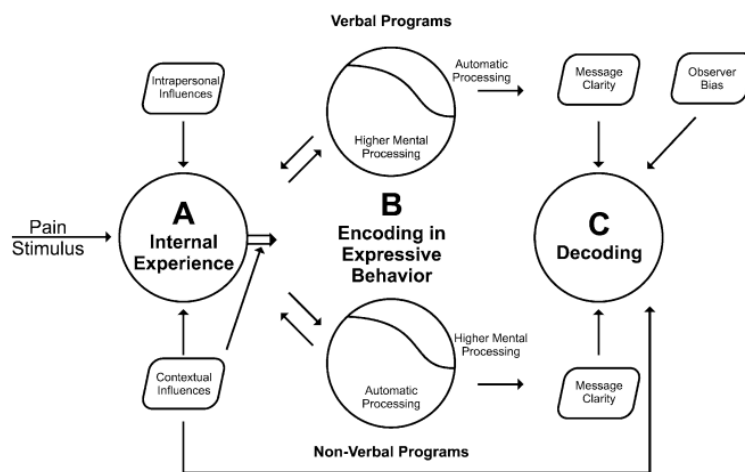 Verbal Programs
Intrapersonal
Influences
Automatic
Processing
Message
Clarity
Observer
Bias
Higher Mental
Processing
Pain
Stimulus
A
Internal
Experience
B
Encoding in
Expressive
Behavior
C
Decoding
Contextual
Influences
Higher Mental
Processing
Automatic
Processing
Message
Clarity
Non-Verbal Programs